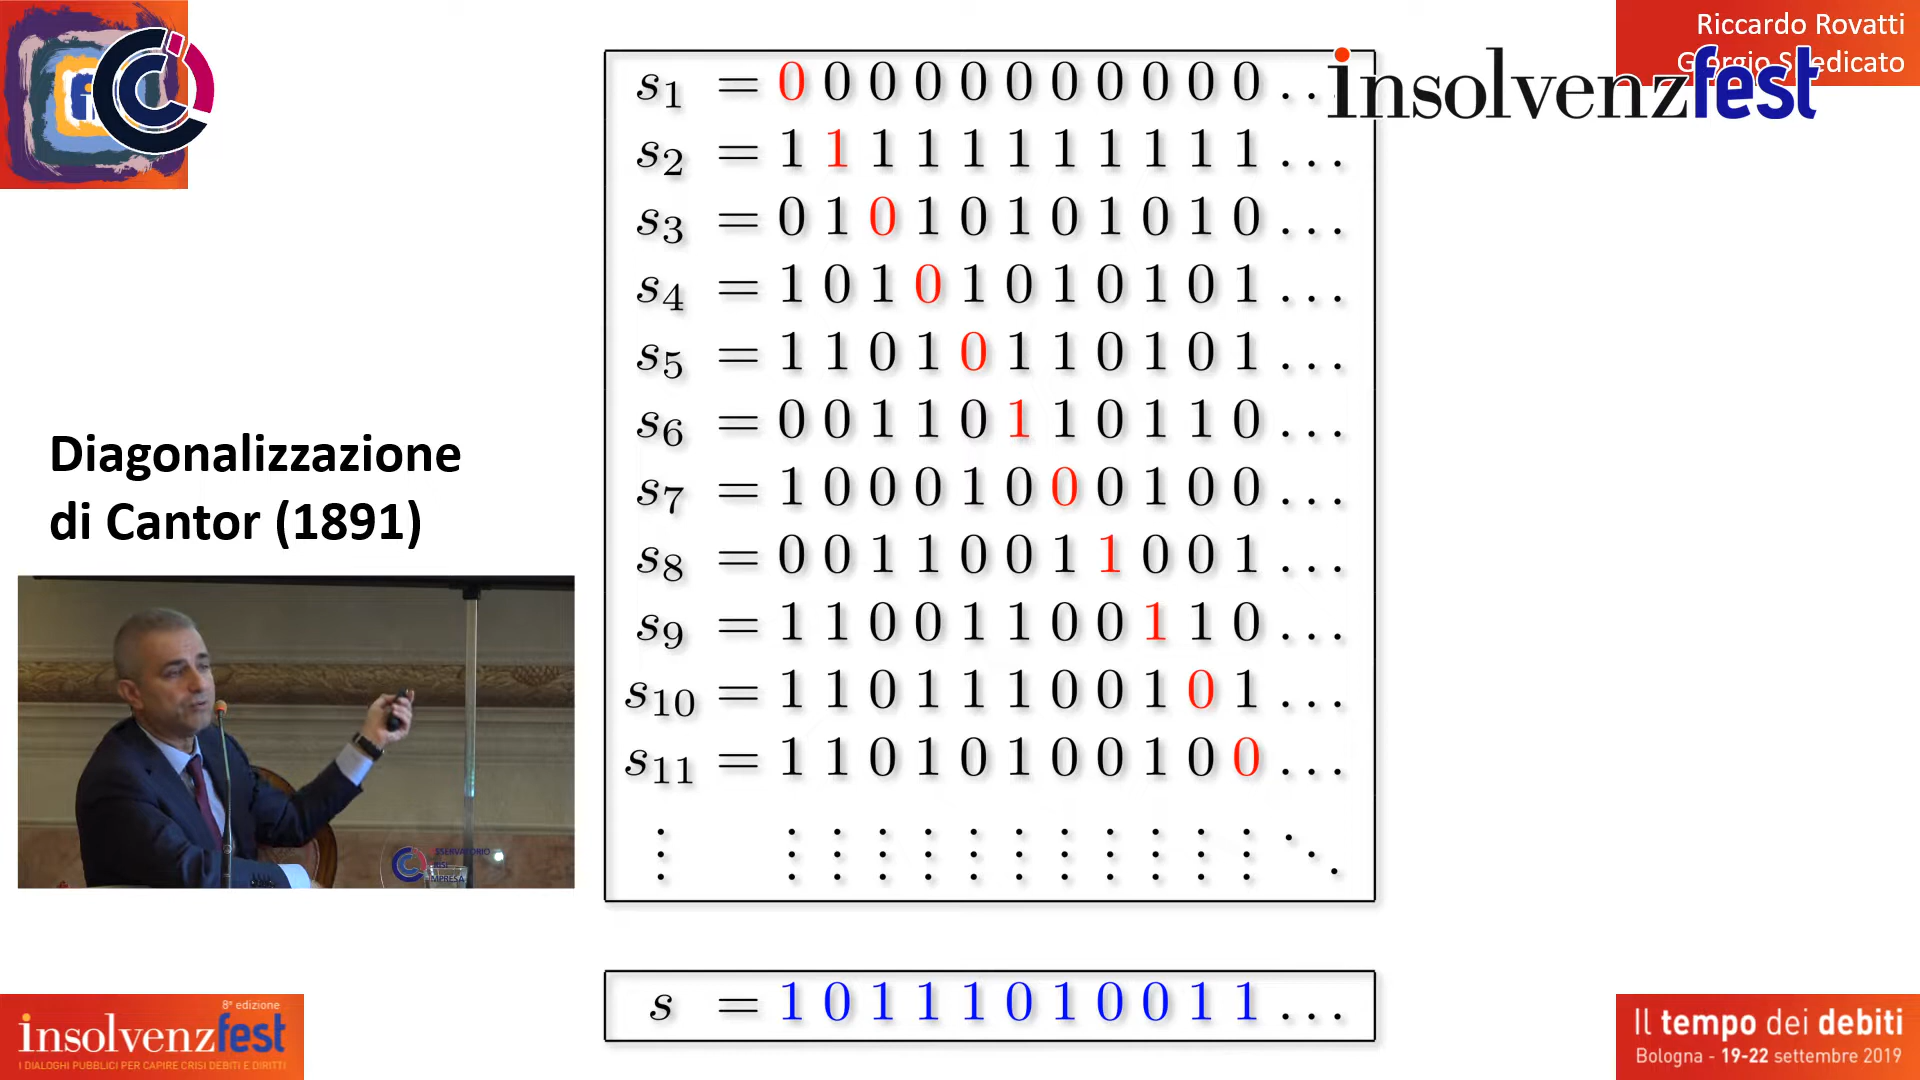 Riccardo Rovatti
Giorgio Spedicato
insolvenzfest
s1 = 0 0 0 0 0 0 0 0 0 0 0 ...
s2 = 1 1 1 1 1 1 1 1 1 1 1 ...
s3 = 0 1 0 1 0 1 0 1 0 1 0 ...
s4 = 1 0 1 0 1 0 1 0 1 0 1 ...
s5 = 1 1 0 1 0 1 1 0 1 0 1 ...
s6 = 0 0 1 1 0 1 1 0 1 1 0 ...
s7 = 1 0 0 0 1 0 0 0 1 0 0 ...
s8 = 0 0 1 1 0 0 1 1 0 0 1 ...
s9 = 1 1 0 0 1 1 0 0 1 1 0 ...
s10 = 1 1 0 1 1 1 0 0 1 0 1 ...
s11 = 1 1 0 1 0 1 0 0 1 0 0 ...
s = 1 0 1 1 1 0 1 0 0 1 1 ...
Diagonalizzazione
di Cantor (1891)
8ª edizione
insolvenzfest
I DIALOGHI PUBBLICI PER CAPIRE CRISI DEBITI E DIRITTI
Il tempo dei debiti
Bologna - 19-22 settembre 2019